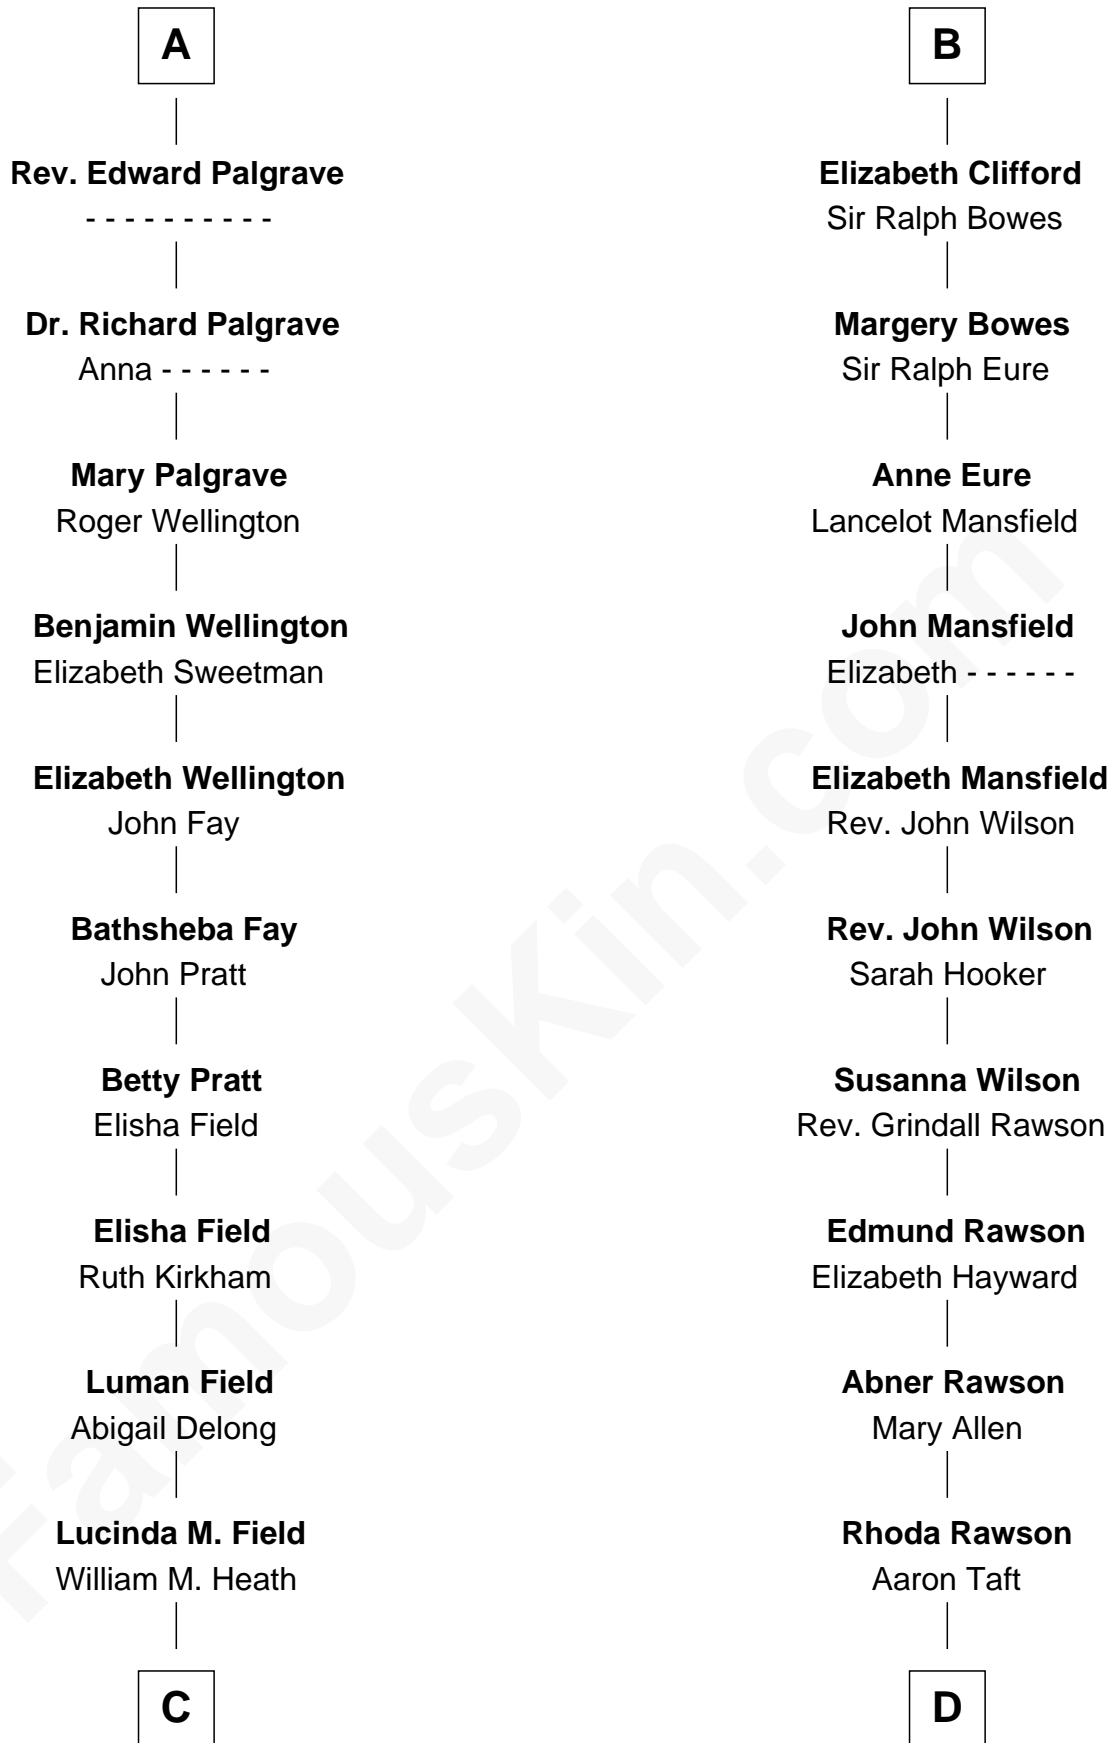 A
Rev. Edward Palgrave
- - - - - - - - - -
Dr. Richard Palgrave
Anna - - - - - -
Mary Palgrave
Roger Wellington
Benjamin Wellington
Elizabeth Sweetman
Elizabeth Wellington
John Fay
Bathsheba Fay
John Pratt
Betty Pratt
Elisha Field
Elisha Field
Ruth Kirkham
Luman Field
Abigail Delong
Lucinda M. Field
William M. Heath
C
B
Elizabeth Clifford
Sir Ralph Bowes
Margery Bowes
Sir Ralph Eure
Anne Eure
Lancelot Mansfield
John Mansfield
Elizabeth - - - - - -
Elizabeth Mansfield
Rev. John Wilson
Rev. John Wilson
Sarah Hooker
Susanna Wilson
Rev. Grindall Rawson
Edmund Rawson
Elizabeth Hayward
Abner Rawson
Mary Allen
Rhoda Rawson
Aaron Taft
D
FamousKin.com